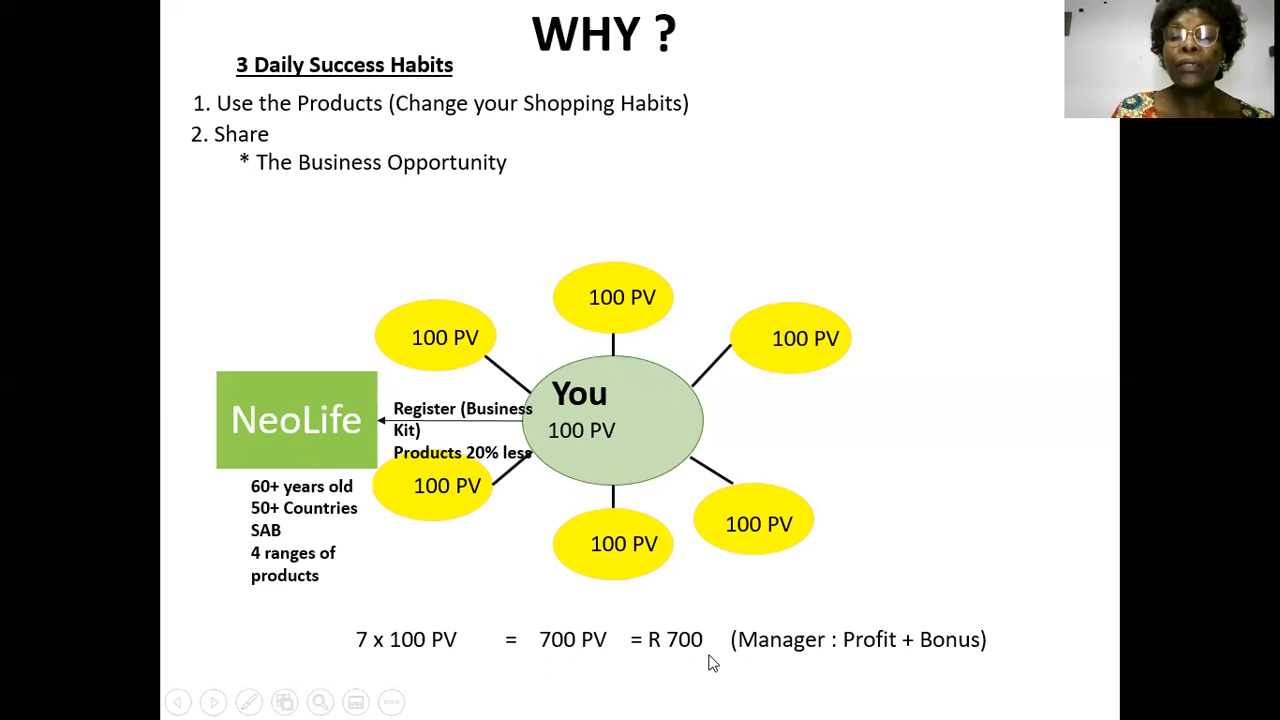 WHY ?
3 Daily Success Habits
1. Use the Products (Change your Shopping Habits)
2. Share
* The Business Opportunity
100 PV
100 PV
100 PV
You
100 PV
NeoLife
Register (Business
Kit)
Products 20% less
100 PV
100 PV
100 PV
60+ years old
50+ Countries
SAB
4 ranges of
products
7 x 100 PV = 700 PV = R 700 (Manager : Profit + Bonus)